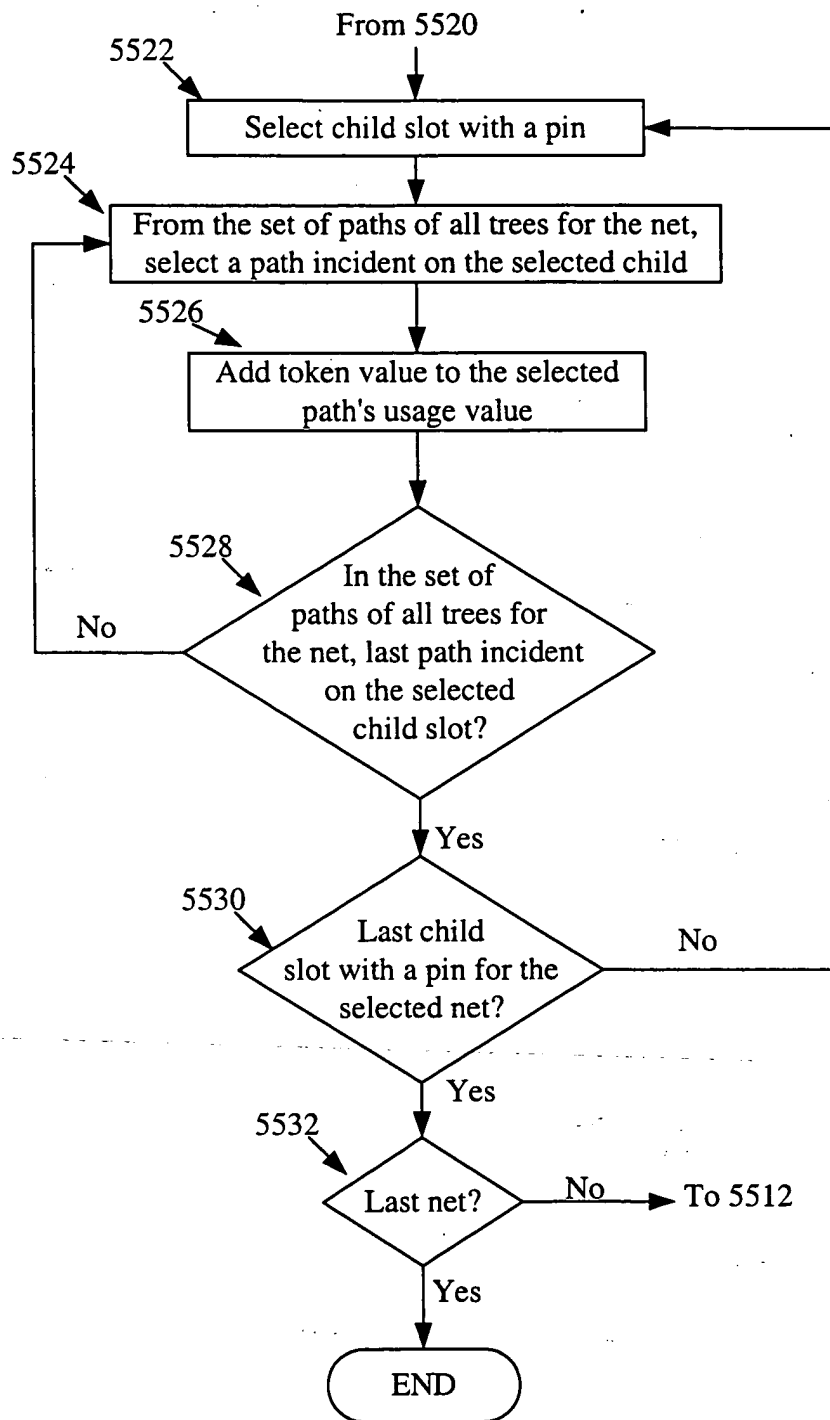 From 5520
5522
Select child slot with a pin
5524
From the set of paths of all trees for the net,
select a path incident on the selected child
5526
Add token value to the selected
path's usage value
5528
In the set of
paths of all trees for
the net, last path incident
on the selected
child slot?
No
Yes
5530
Last child
slot with a pin for the
selected net?
No
Yes
5532
Last net?
No
To 5512
Yes
END